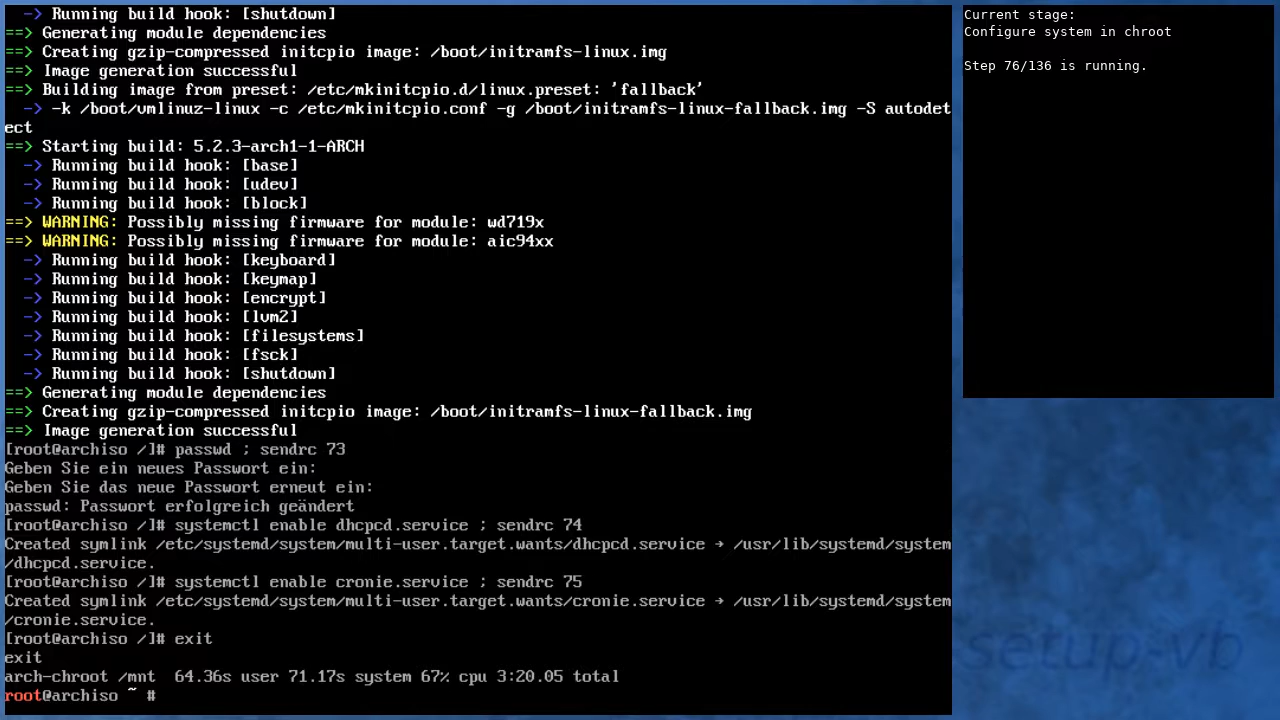 -> Running build hook: [shutdown]
==> Generating module dependencies
==> Creating gzip-compressed initcpio image: /boot/initramfs-linux.img
==> Image generation successful
==> Building image from preset: /etc/mkinitcpio.d/linux.preset: 'fallback'
  -> -k /boot/vmlinuz-linux -c /etc/mkinitcpio.conf -g /boot/initramfs-linux-fallback.img -S autodet
ect
==> Starting build: 5.2.3-arch1-1-ARCH
  -> Running build hook: [base]
  -> Running build hook: [udev]
  -> Running build hook: [block]
==> WARNING: Possibly missing firmware for module: wd719x
==> WARNING: Possibly missing firmware for module: aic94xx
  -> Running build hook: [keyboard]
  -> Running build hook: [keymap]
  -> Running build hook: [encrypt]
  -> Running build hook: [lvm2]
  -> Running build hook: [filesystems]
  -> Running build hook: [fsck]
  -> Running build hook: [shutdown]
==> Generating module dependencies
==> Creating gzip-compressed initcpio image: /boot/initramfs-linux-fallback.img
==> Image generation successful
[root@archiso /]# passwd ; sendrc 73
Geben Sie ein neues Passwort ein:
Geben Sie das neue Passwort erneut ein:
passwd: Passwort erfolgreich geändert
[root@archiso /]# systemctl enable dhcpcd.service ; sendrc 74
Created symlink /etc/systemd/system/multi-user.target.wants/dhcpcd.service → /usr/lib/systemd/system
/dhcpcd.service.
[root@archiso /]# systemctl enable cronie.service ; sendrc 75
Created symlink /etc/systemd/system/multi-user.target.wants/cronie.service → /usr/lib/systemd/system
/cronie.service.
[root@archiso /]# exit
exit
arch-chroot /mnt  64.36s user 71.17s system 67% cpu 3:20.05 total
root@archiso ~ #
Current stage:
Configure system in chroot
Step 76/136 is running.
setup-vb